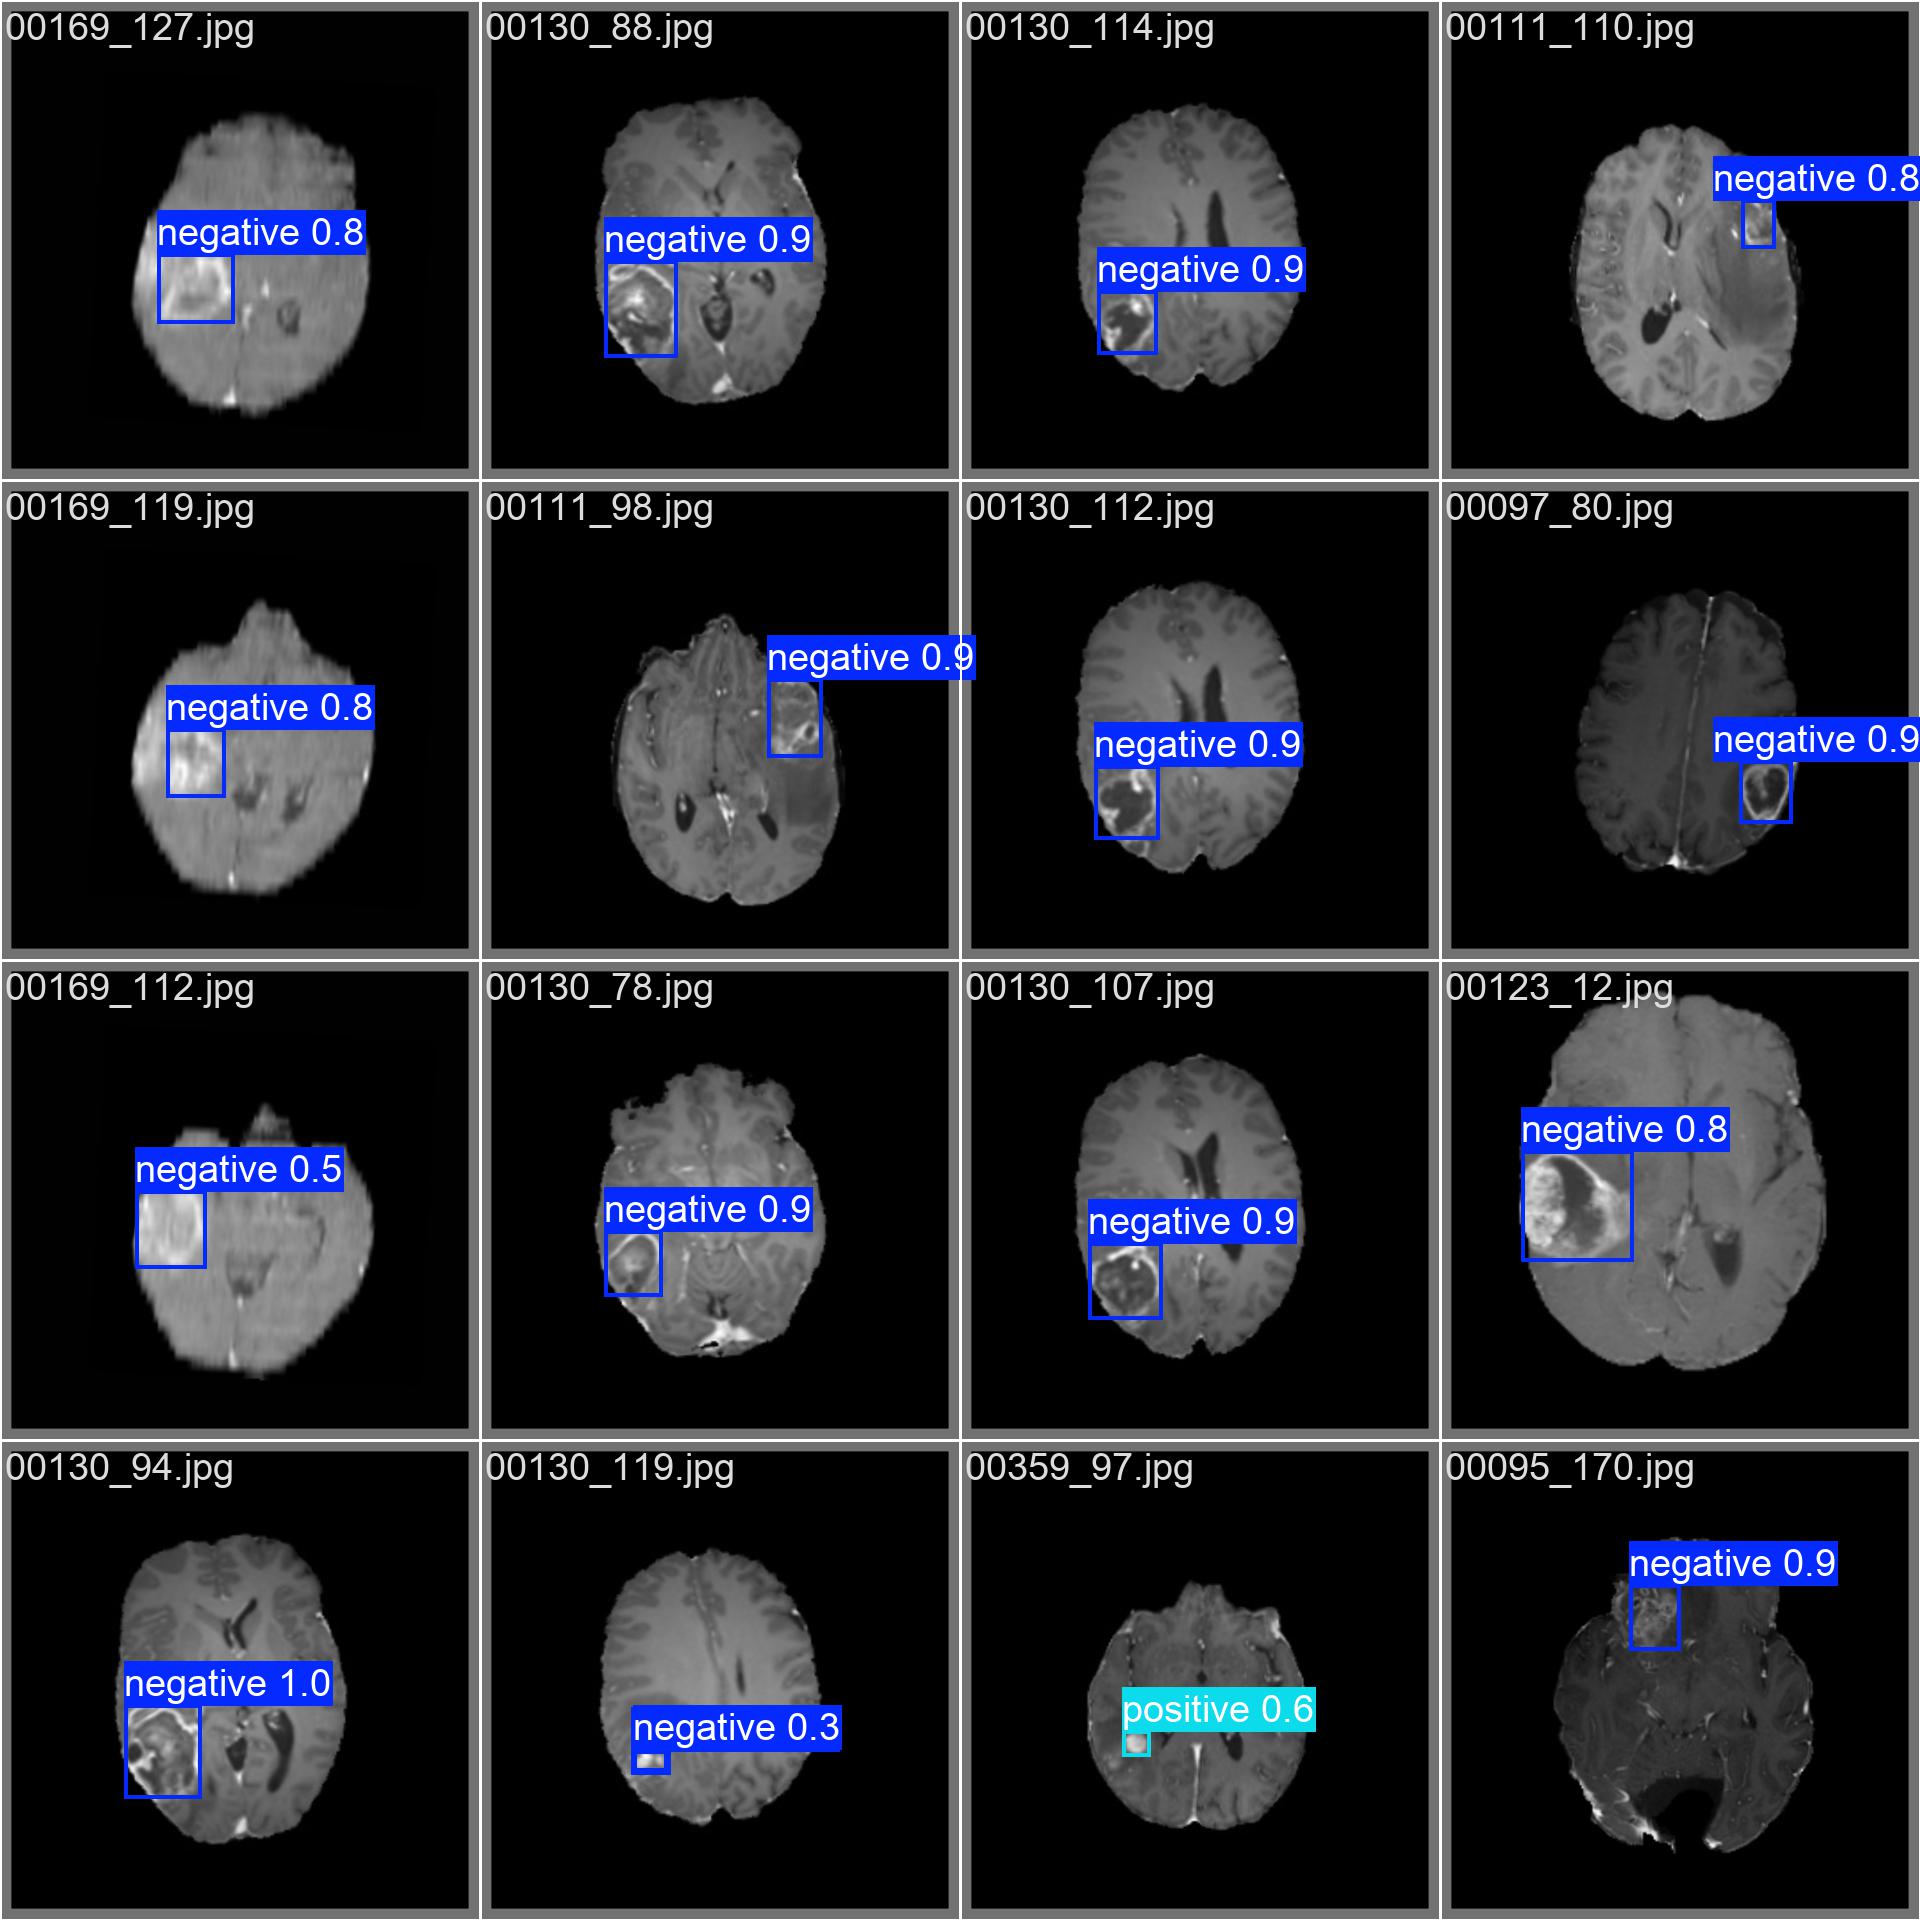 00169_127.jpg
negative 0.8
00130_88.jpg
negative 0.9
00130_114.jpg
negative 0.9
00111_110.jpg
negative 0.8
00169_119.jpg
negative 0.8
00111_98.jpg
negative 0.9
00130_112.jpg
negative 0.9
00097_80.jpg
negative 0.9
00169_112.jpg
negative 0.5
00130_78.jpg
negative 0.9
00130_107.jpg
negative 0.9
00123_12.jpg
negative 0.8
00130_94.jpg
negative 1.0
00130_119.jpg
negative 0.3
00359_97.jpg
positive 0.6
00095_170.jpg
negative 0.9